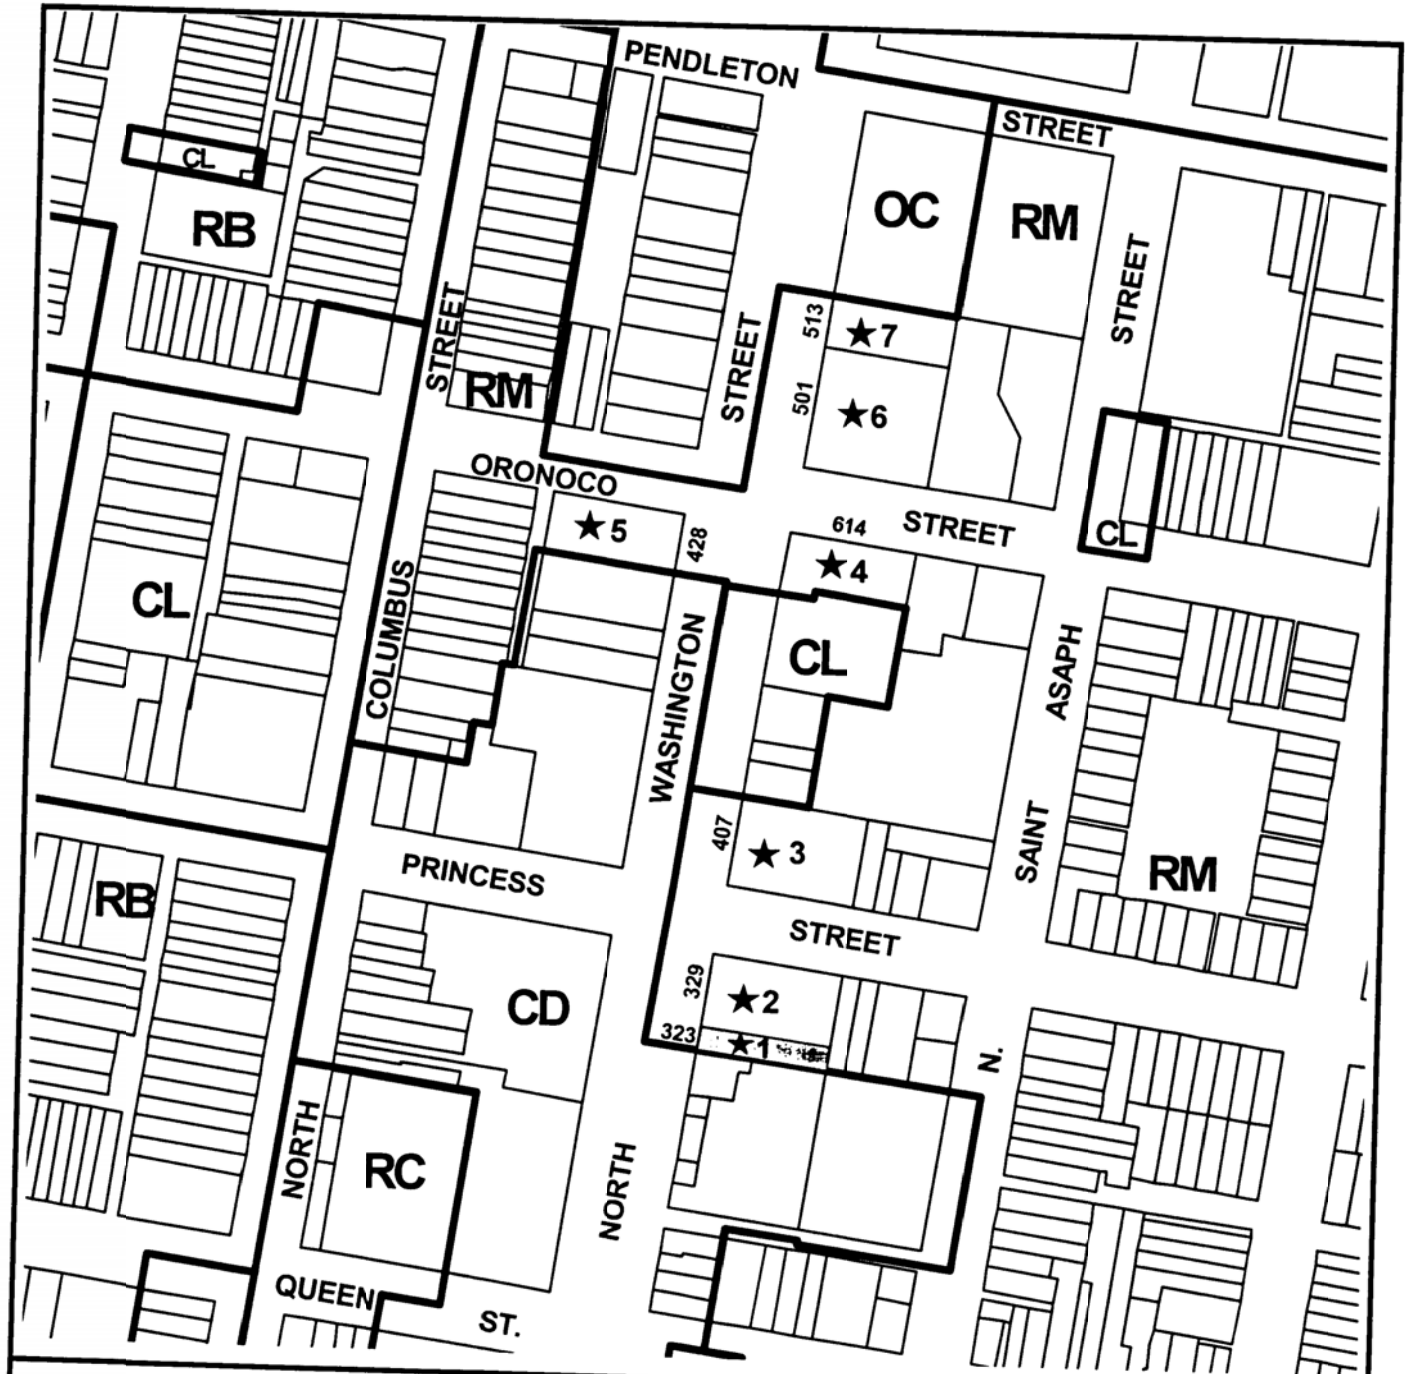 PENDLETON
STREET
CL
RB
OC
RM
STREET
STREET
STREET
513
★7
RM
501
★6
ORONOCO
★5
428
614
STREET
CL
★4
CL
COLUMBUS
WASHINGTON
CL
ASAPH
407
★3
SAINT
PRINCESS
RM
RB
STREET
329
★2
CD
323
★1
N.
NORTH
RC
NORTH
QUEEN
ST.